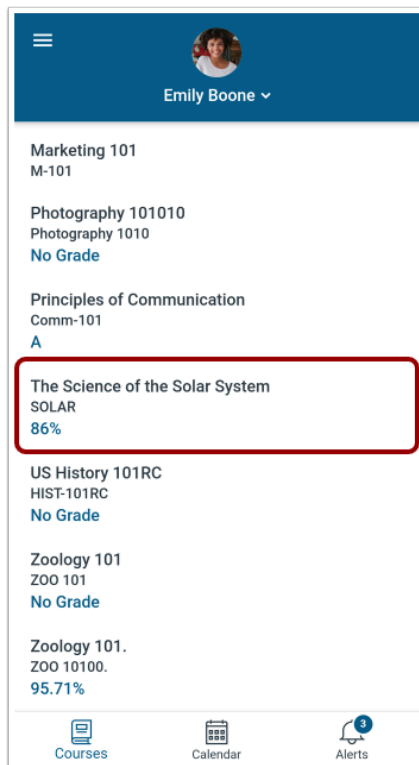 Emily Boone
Marketing 101
M-101
Photography 101010
Photography 1010
No Grade
Principles of Communication
Comm-101
A
The Science of the Solar System
SOLAR
86%
US History 101RC
HIST-101RC
No Grade
Zoology 101
ZOO 101
No Grade
Zoology 101.
ZOO 10100.
95.71%
3
Courses Calendar Alerts